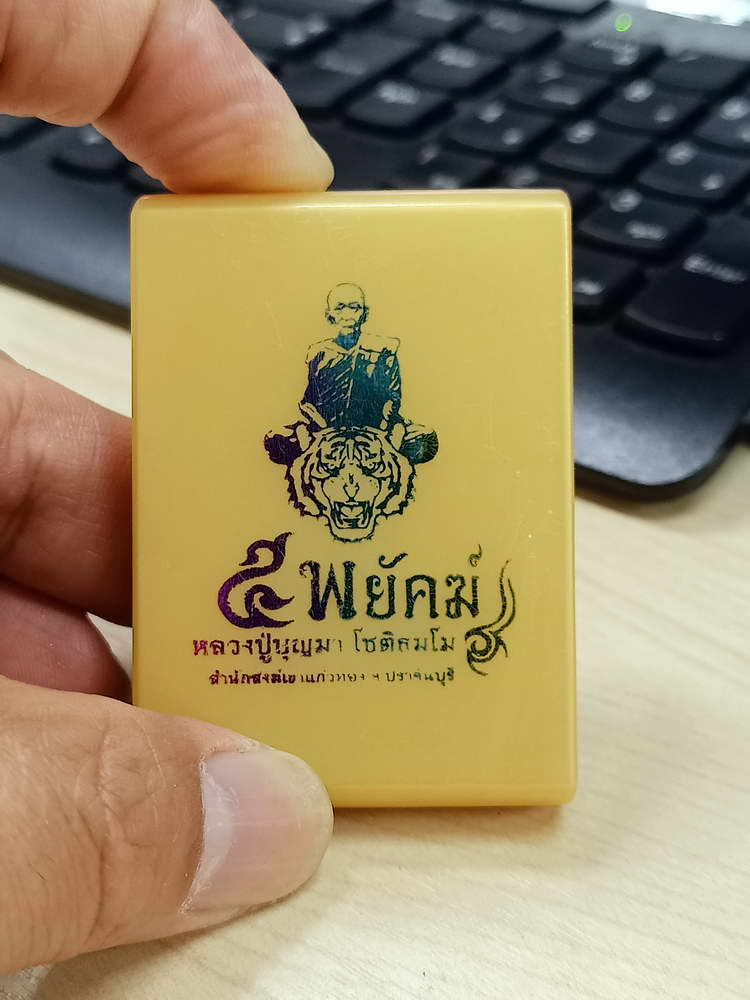 ๕ พยัคฆ์
หลวงปู่บุญมา โชติธมฺโม
สำนักสงฆ์เขาแก้วทอง จ.ปราจีนบุรี
Enter